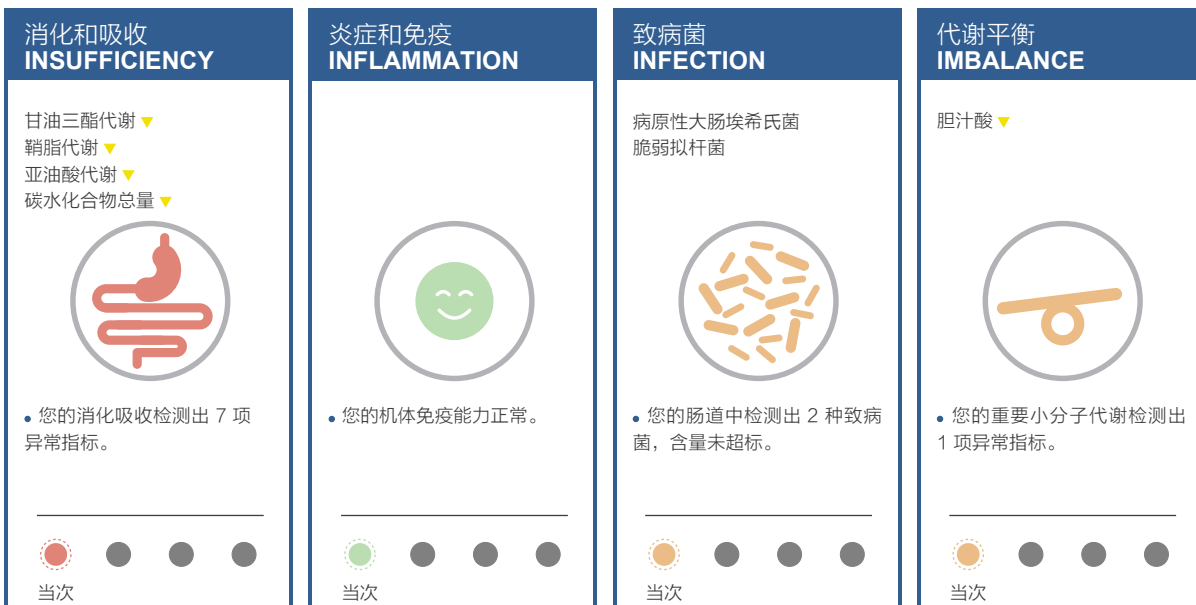 消化和吸收
INSUFFICIENCY
甘油三酯代谢
鞘脂代谢
亚油酸代谢
碳水化合物总量
• 您的消化吸收检测出 7 项
异常指标。
当次
炎症和免疫
INFLAMMATION
• 您的机体免疫能力正常。
当次
致病菌
INFECTION
病原性大肠埃希氏菌
脆弱拟杆菌
• 您的肠道中检测出 2 种致病
菌，含量未超标。
当次
代谢平衡
IMBALANCE
胆汁酸
• 您的重要小分子代谢检测出
1 项异常指标。
当次